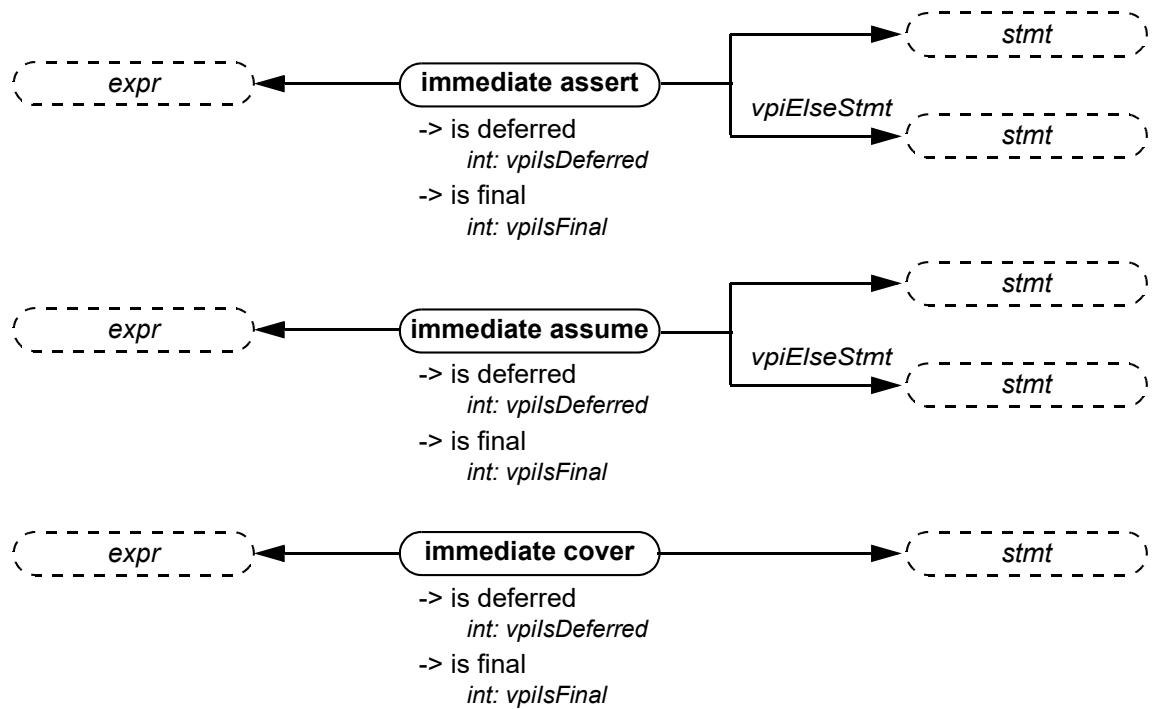 stmt
expr
immediate assert
vpiElseStmt
stmt
-> is deferred
int: vpiIsDeferred
-> is final
int: vpiIsFinal
stmt
expr
immediate assume
vpiElseStmt
stmt
-> is deferred
int: vpiIsDeferred
-> is final
int: vpiIsFinal
expr
immediate cover
stmt
-> is deferred
int: vpiIsDeferred
-> is final
int: vpiIsFinal